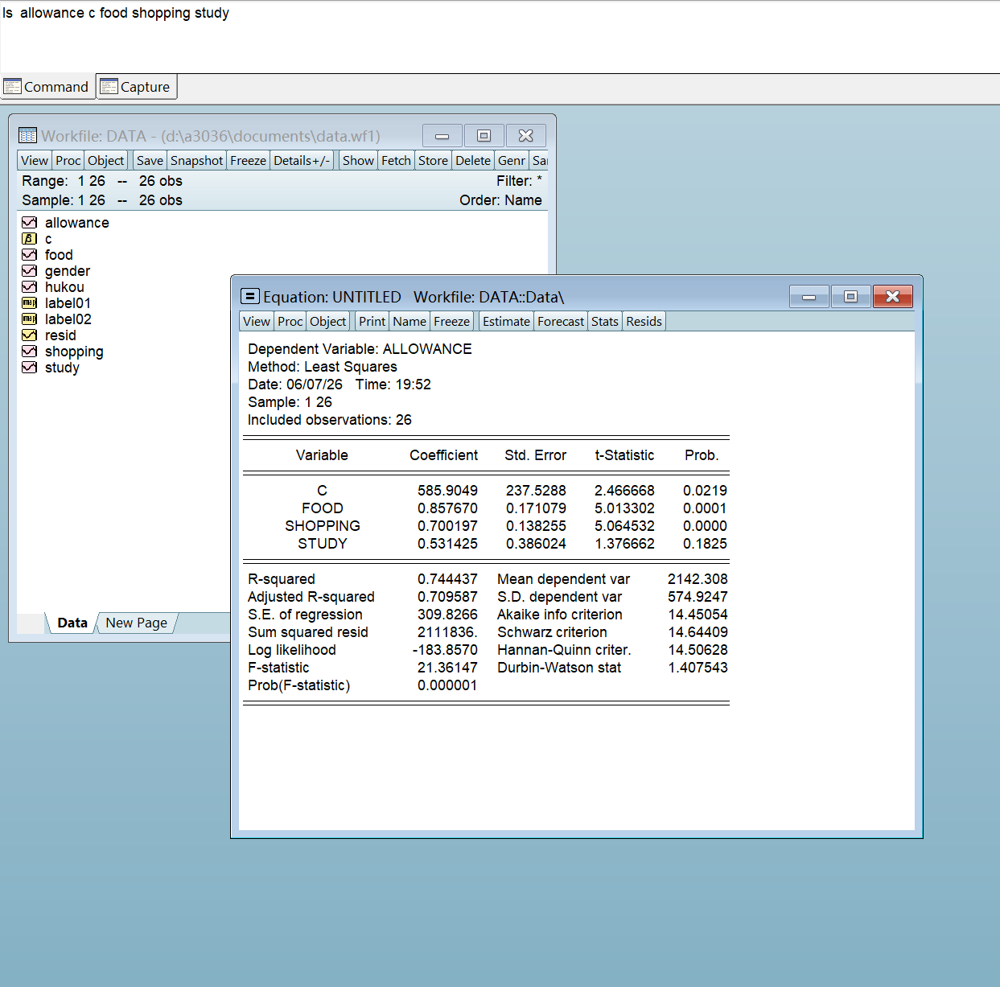 ls  allowance c food shopping study
Command Capture
Workfile: DATA - (d:\a3036\documents\data.wf1)
View Proc Object Save Snapshot Freeze Details+/- Show Fetch Store Delete Genr Sa
Range: 1 26 -- 26 obs Filter: *
Sample: 1 26 -- 26 obs Order: Name
allowance
c
food
gender
hukou
label01
label02
resid
shopping
study
Data New Page
Equation: UNTITLED Workfile: DATA::Data\
View Proc Object Print Name Freeze Estimate Forecast Stats Resids
Dependent Variable: ALLOWANCE
Method: Least Squares
Date: 06/07/26 Time: 19:52
Sample: 1 26
Included observations: 26
Variable Coefficient Std. Error t-Statistic Prob.
C 585.9049 237.5288 2.466668 0.0219
FOOD 0.857670 0.171079 5.013302 0.0001
SHOPPING 0.700197 0.138255 5.064532 0.0000
STUDY 0.531425 0.386024 1.376662 0.1825
R-squared 0.744437 Mean dependent var 2142.308
Adjusted R-squared 0.709587 S.D. dependent var 574.9247
S.E. of regression 309.8266 Akaike info criterion 14.45054
Sum squared resid 2111836. Schwarz criterion 14.64409
Log likelihood -183.8570 Hannan-Quinn criter. 14.50628
F-statistic 21.36147 Durbin-Watson stat 1.407543
Prob(F-statistic) 0.000001